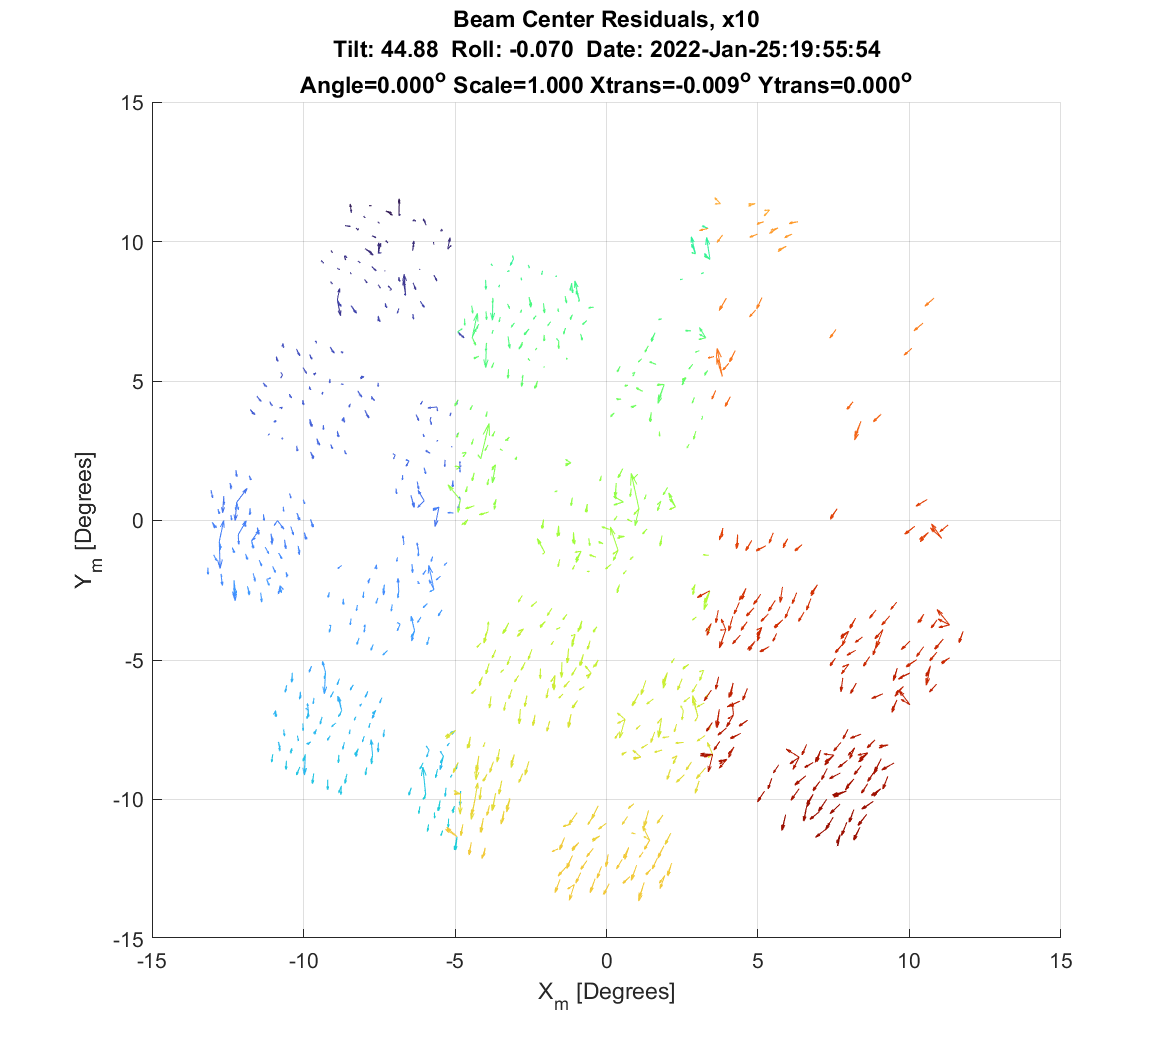 Beam Center Residuals, x10
Tilt: 44.88  Roll: -0.070  Date: 2022-Jan-25:19:55:54
Angle=0.000° Scale=1.000 Xtrans=-0.009° Ytrans=0.000°
15
10
5
0
-5
-10
-15
Y_m [Degrees]
-15 -10 -5 0 5 10 15
X_m [Degrees]